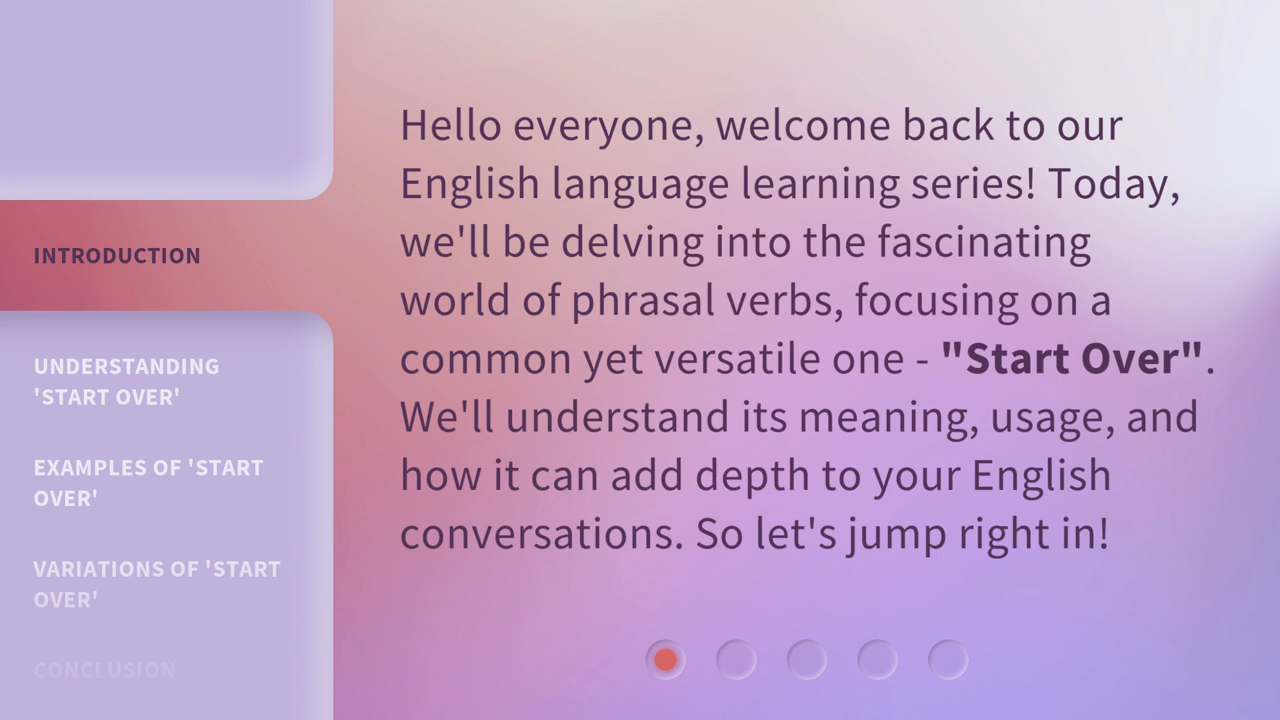 INTRODUCTION
UNDERSTANDING
'START OVER'
EXAMPLES OF 'START
OVER'
VARIATIONS OF 'START
OVER'
CONCLUSION
Hello everyone, welcome back to our
English language learning series! Today,
we'll be delving into the fascinating
world of phrasal verbs, focusing on a
common yet versatile one - "Start Over".
We'll understand its meaning, usage, and
how it can add depth to your English
conversations. So let's jump right in!